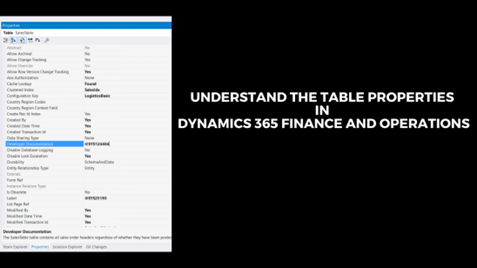 Properties
Table SalesTable
Abstract No
Allow Archival No
Allow Change Tracking No
Allow Override No
Allow Row Version Change Tracking Yes
Aos Authorization None
Cache Lookup Found
Clustered Index SalesIdx
Configuration Key LogisticsBasic
Country Region Codes
Country Region Context Field
Create Rec Id Index No
Created By Yes
Created Date Time Yes
Created Transaction Id Yes
Data Sharing Type None
Developer Documentation
Disable Database Logging No
Disable Lock Escalation Yes
Durability SchemaAndData
Entity Relationship Type Entity
Extends
Form Ref
Instance Relation Type
Is Obsolete No
Label
List Page Ref
Modified By Yes
Modified Date Time Yes
Modified Transaction Id Yes
Developer Documentation
The SalesTable table contains all sales order headers regardless of whether they have been
Team Explorer Properties Solution Explorer Git Changes
UNDERSTAND THE TABLE PROPERTIES
IN
DYNAMICS 365 FINANCE AND OPERATIONS